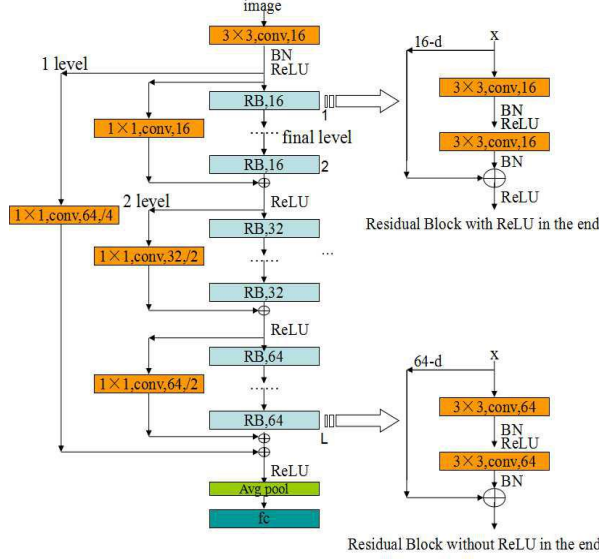 image
3×3,conv,16
BN
ReLU
1 level
RB,16
1
1×1,conv,16
......
final level
RB,16
2
ReLU
2 level
1×1,conv,64,/4
RB,32
1×1,conv,32,/2
......
...
RB,32
ReLU
RB,64
1×1,conv,64,/2
......
RB,64
L
ReLU
Avg pool
fc
16-d
x
3×3,conv,16
BN
ReLU
3×3,conv,16
BN
ReLU
Residual Block with ReLU in the end
64-d
x
3×3,conv,64
BN
ReLU
3×3,conv,64
BN
Residual Block without ReLU in the end